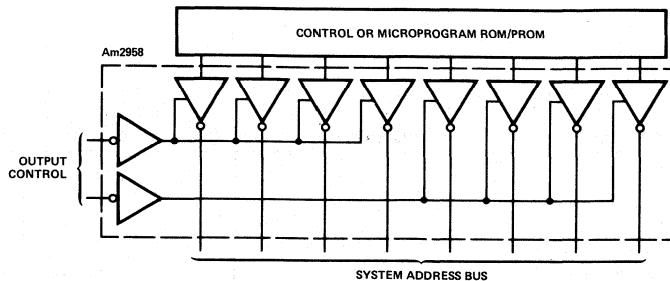 CONTROL OR MICROPROGRAM ROM/PROM
Am2958
OUTPUT
CONTROL
SYSTEM ADDRESS BUS